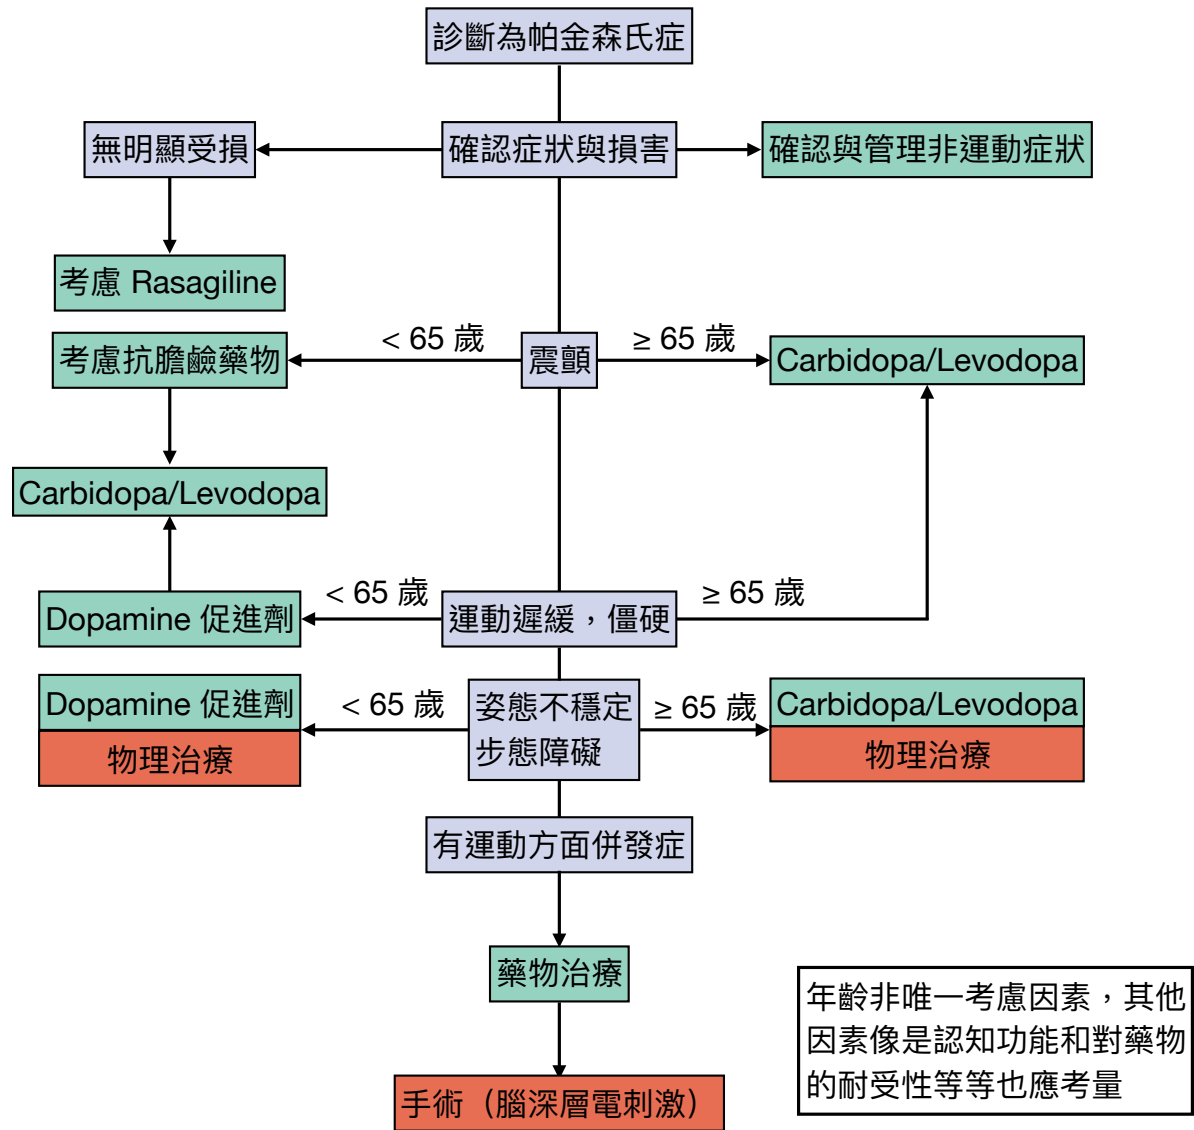 診斷為帕金森氏症
無明顯受損
確認症狀與損害
確認與管理非運動症狀
考慮 Rasagiline
考慮抗膽鹼藥物
< 65 歲
震顫
≥ 65 歲
Carbidopa/Levodopa
Carbidopa/Levodopa
Dopamine 促進劑
< 65 歲
運動遲緩，僵硬
≥ 65 歲
Dopamine 促進劑
物理治療
< 65 歲
姿態不穩定
步態障礙
≥ 65 歲
Carbidopa/Levodopa
物理治療
有運動方面併發症
藥物治療
手術（腦深層電刺激）
年齡非唯一考慮因素，其他
因素像是認知功能和對藥物
的耐受性等等也應考量